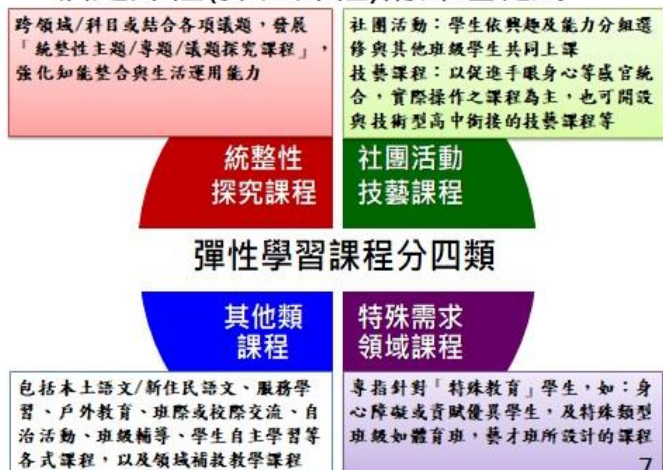 跨領域/科目或結合各項議題，發展
「統整性主題/專題/議題探究課程」，
強化知能整合與生活運用能力
社團活動：學生依興趣及能力分組選
修與其他班級學生共同上課
技藝課程：以促進手眼身心等感官統
合，實際操作之課程為主，也可開設
與技術型高中銜接的技藝課程等
統整性
探究課程
社團活動
技藝課程
彈性學習課程分四類
其他類
課程
特殊需求
領域課程
包括本土語文/新住民語文、服務學
習、戶外教育、班際或校際交流、自
治活動、班級輔導、學生自主學習等
各式課程，以及領域補救教學課程
專指針對「特殊教育」學生，如：身
心障礙或資賦優異學生，及特殊類型
班級如體育班，藝才班所設計的課程
7